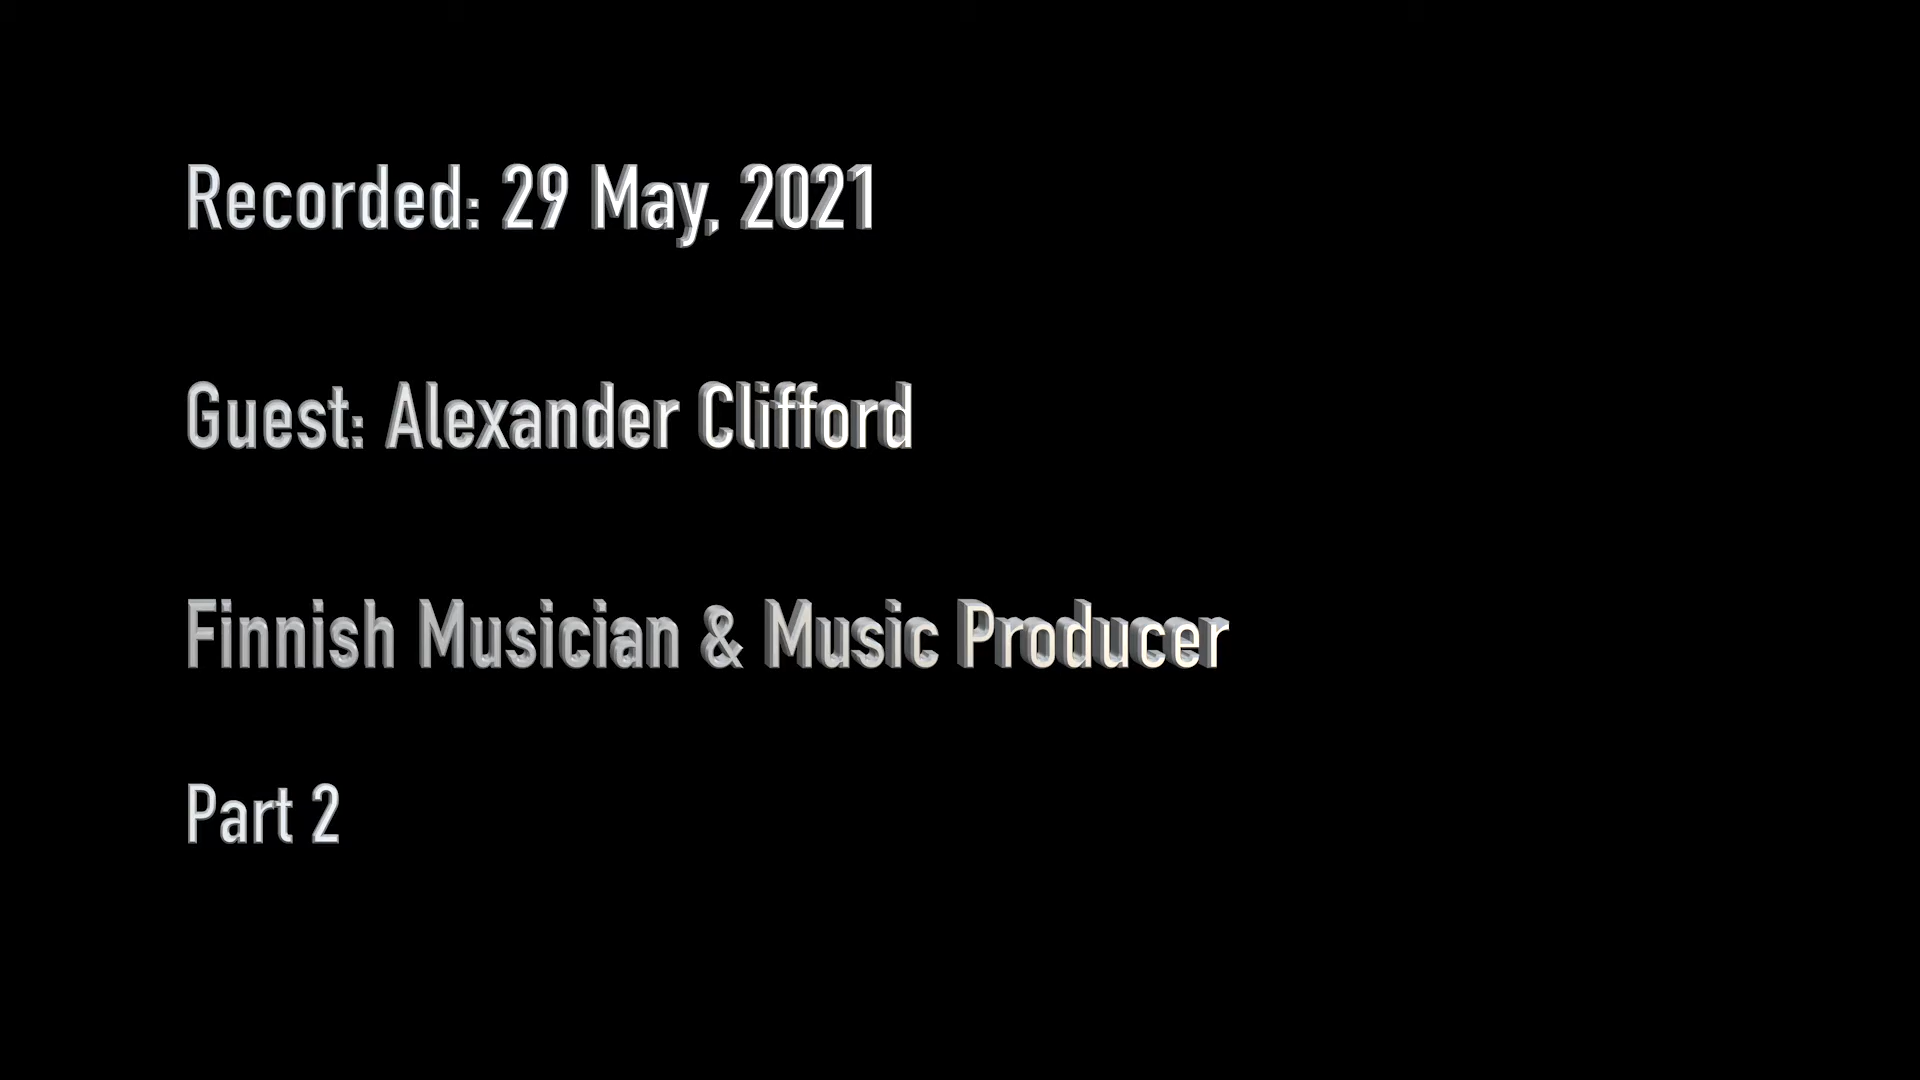 Recorded: 29 May, 2021
Guest: Alexander Clifford
Finnish Musician & Music Producer
Part 2